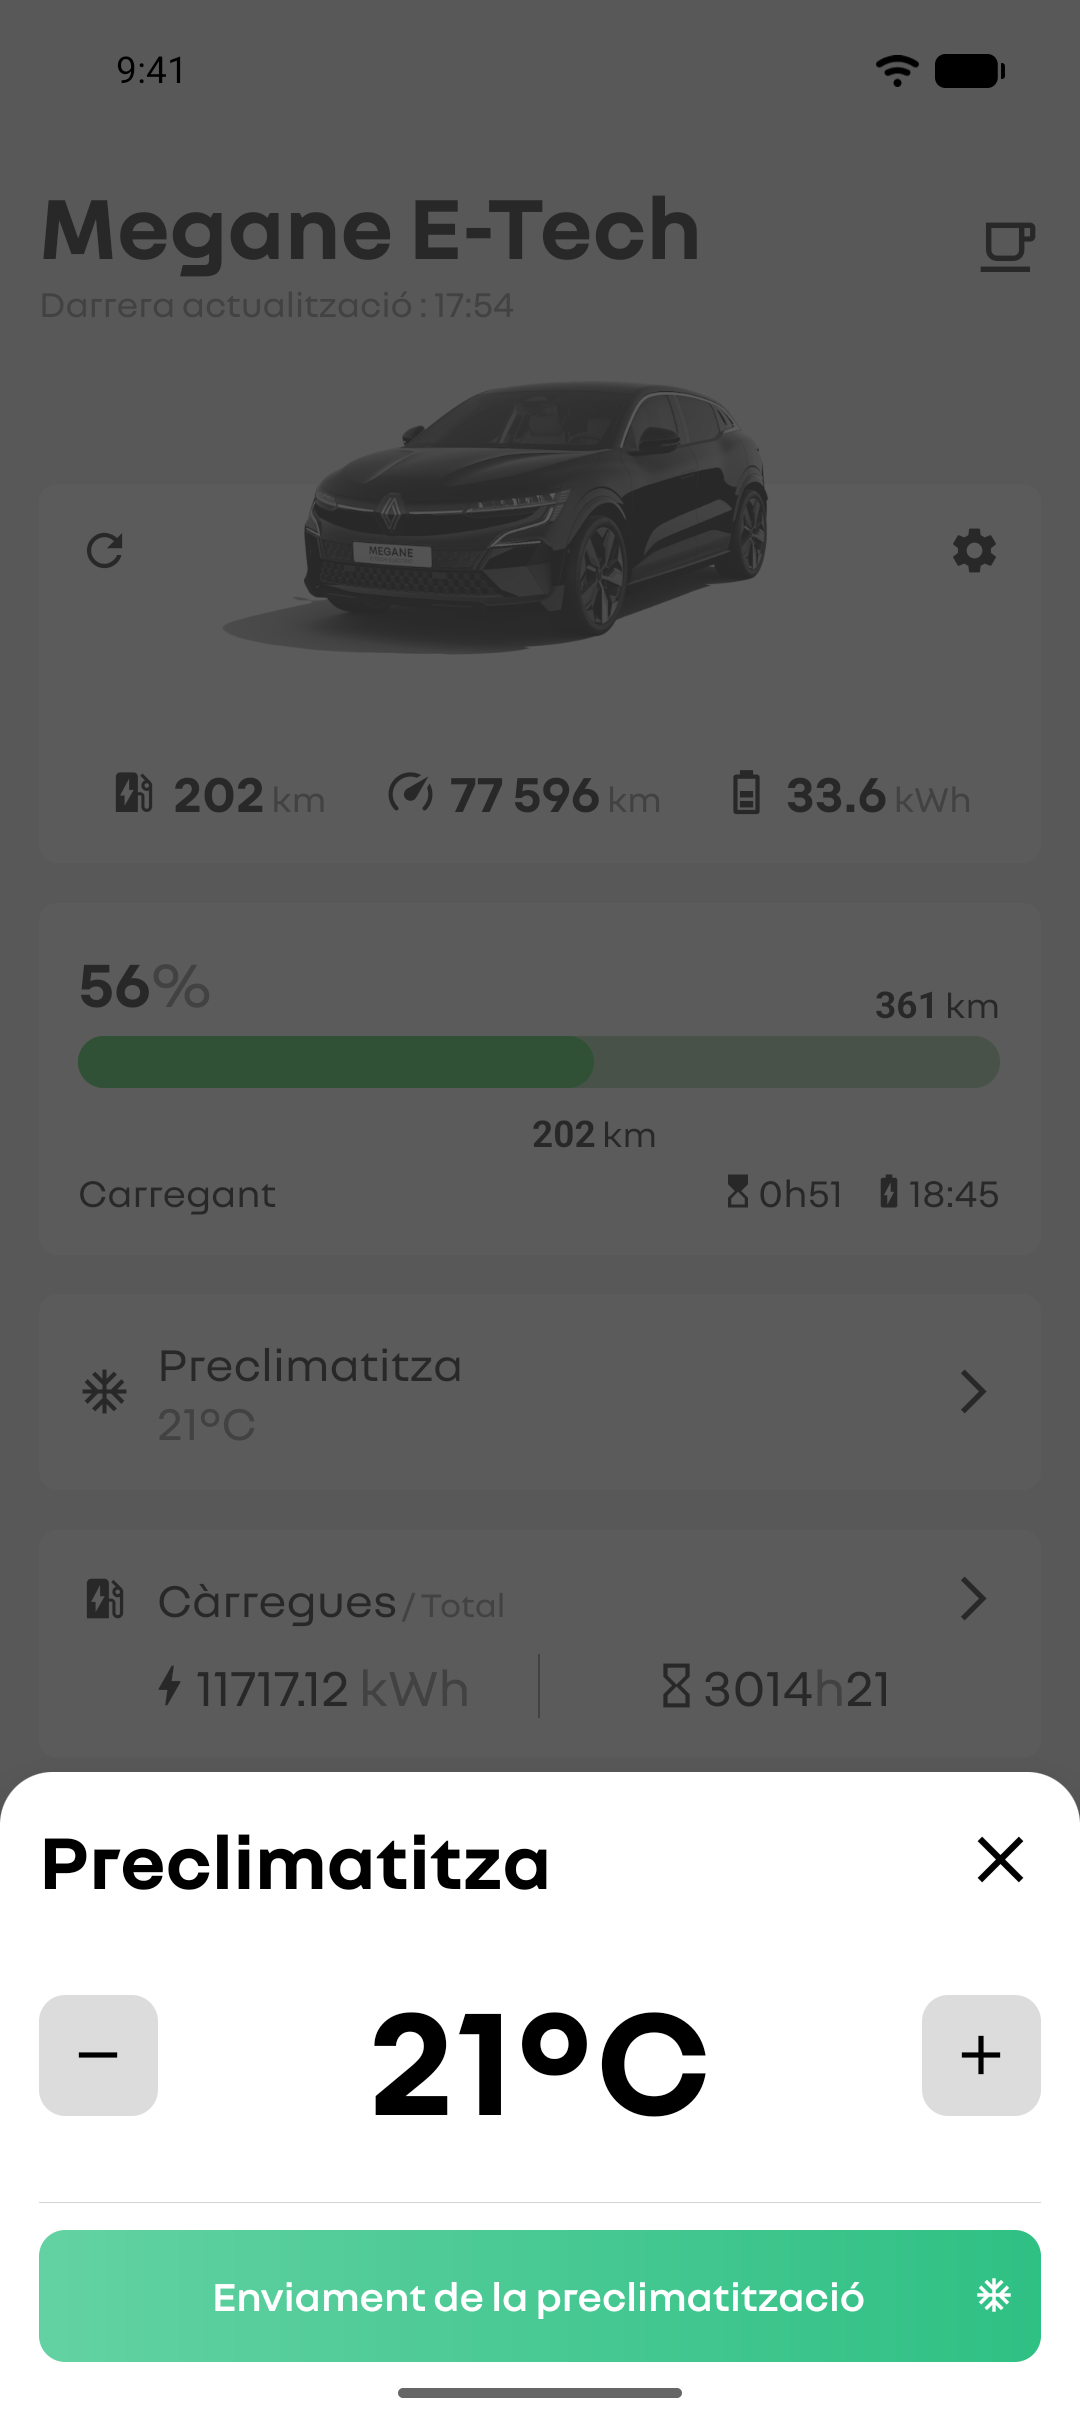 9:41
Megane E-Tech
Darrera actualització : 17:54
MEGANE
202 km
77 596 km
33.6 kWh
56%
361 km
202 km
Carregant
0h51
18:45
Preclimatitza
21°C
Càrregues / Total
11717.12 kWh
3014h21
Preclimatitza
21°C
Enviament de la preclimatització